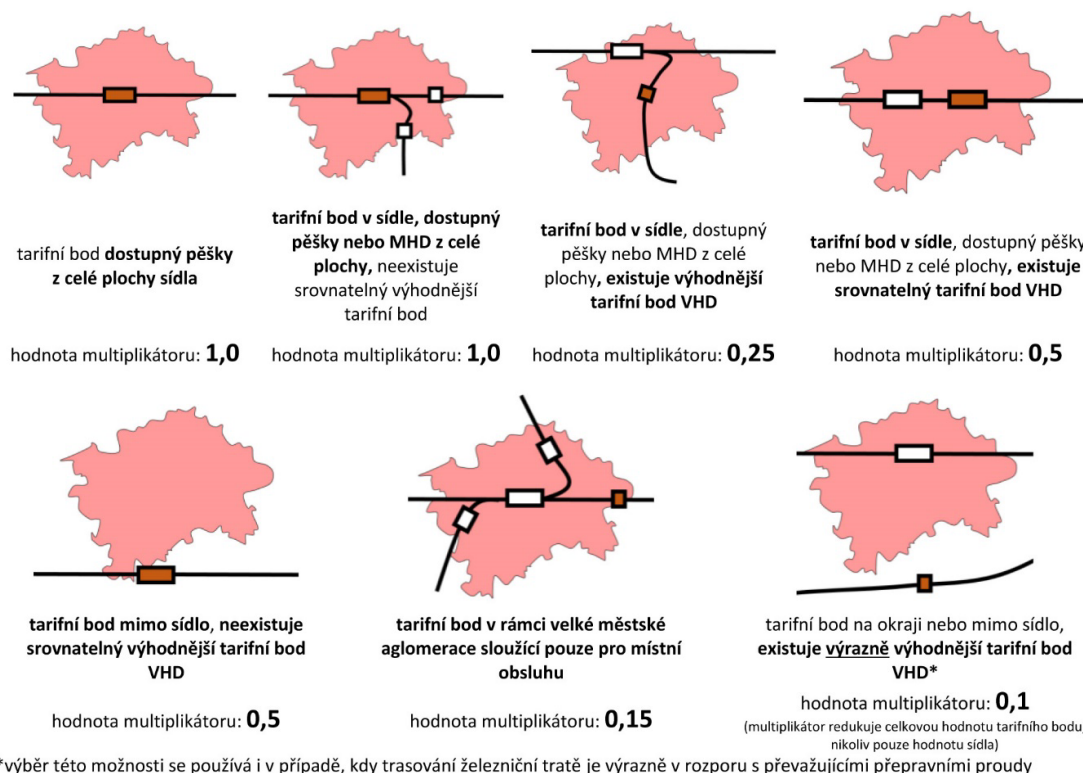 tarifní bod dostupný pěšky
z celé plochy sídla
hodnota multiplikátoru: 1,0
tarifní bod v sídle, dostupný
pěšky nebo MHD z celé
plochy, neexistuje
srovnatelný výhodnější
tarifní bod
hodnota multiplikátoru: 1,0
tarifní bod v sídle, dostupný
pěšky nebo MHD z celé
plochy, existuje výhodnější
tarifní bod VHD
hodnota multiplikátoru: 0,25
tarifní bod v sídle, dostupný pěšky
nebo MHD z celé plochy, existuje
srovnatelný tarifní bod VHD
hodnota multiplikátoru: 0,5
tarifní bod mimo sídlo, neexistuje
srovnatelný výhodnější tarifní bod
VHD
hodnota multiplikátoru: 0,5
tarifní bod v rámci velké městské
aglomerace sloužící pouze pro místní
obsluhu
hodnota multiplikátoru: 0,15
tarifní bod na okraji nebo mimo sídlo,
existuje výrazně výhodnější tarifní bod
VHD*
hodnota multiplikátoru: 0,1
(multiplikátor redukuje celkovou hodnotu tarifního bodu,
nikoliv pouze hodnotu sídla)
*výběr této možnosti se používá i v případě, kdy trasování železniční tratě je výrazně v rozporu s převažujícími přepravními proudy